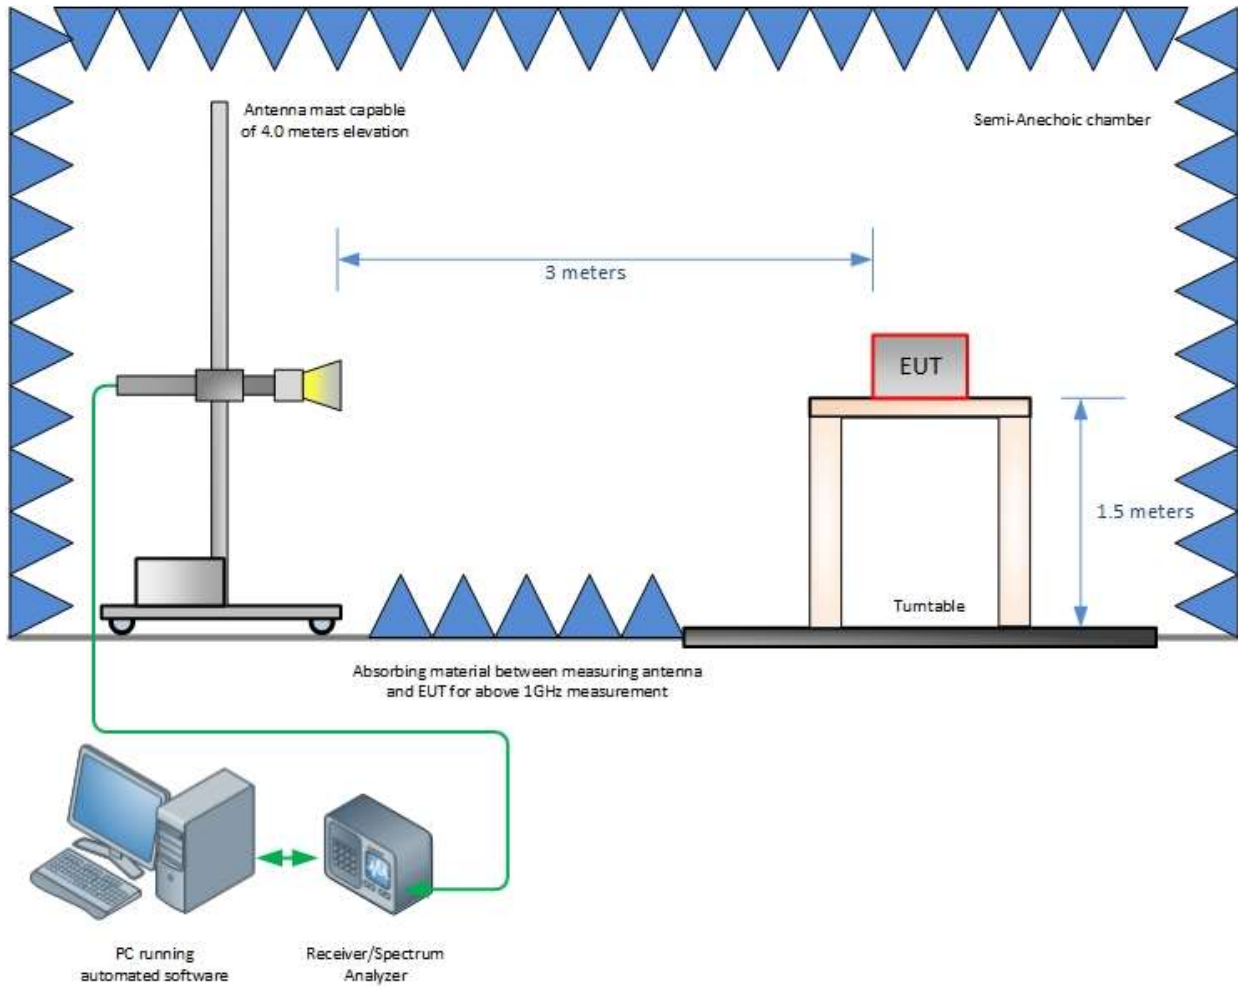 Antenna mast capable
of 4.0 meters elevation
Semi-Anechoic chamber
3 meters
EUT
1.5 meters
Turntable
Absorbing material between measuring antenna
and EUT for above 1GHz measurement
PC running
automated software
Receiver/Spectrum
Analyzer